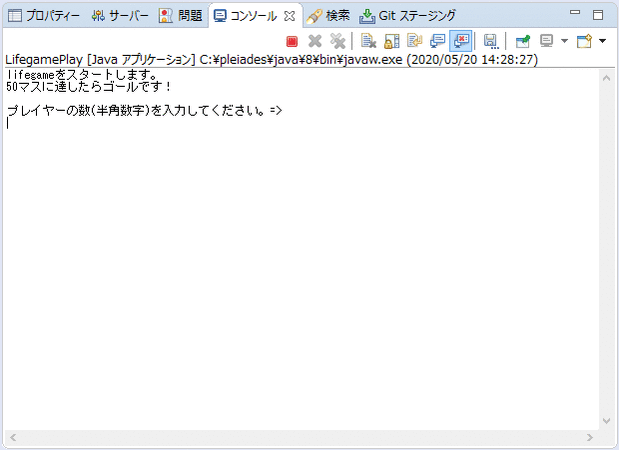 プロパティー サーバー 問題 コンソール 検索 Git ステージング
LifegamePlay [Java アプリケーション] C:¥pleiades¥java¥8¥bin¥javaw.exe (2020/05/20 14:28:27)
lifegameをスタートします。
50マスに達したらゴールです！
プレイヤーの数(半角数字)を入力してください。=>